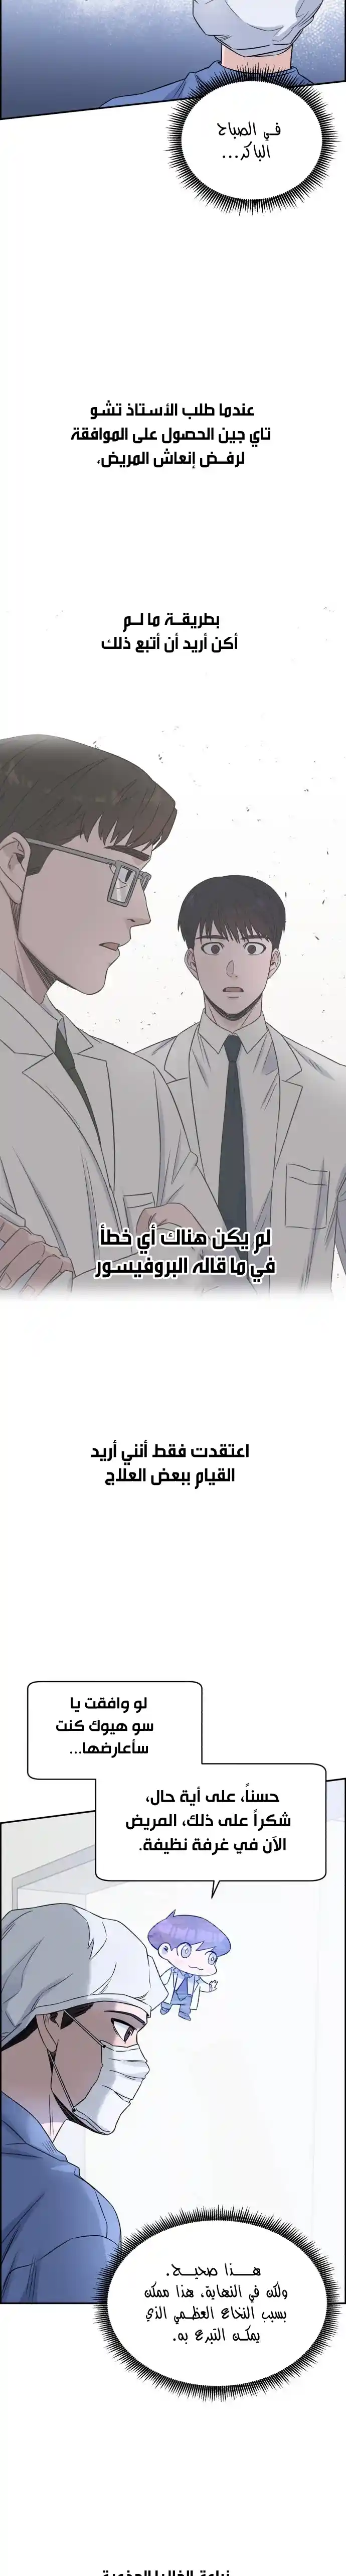 في الصباح
الباكر...
عندما طلب الأستاذ تشو
تاي جين الحصول على الموافقة
لرفض إنعاش المريض،
بطريقة ما لم
أكن أريد أن أتبع ذلك
لم يكن هناك أي خطأ
في ما قاله البروفيسور
اعتقدت فقط أنني أريد
القيام ببعض العلاج
لو وافقت يا
سو هيوك كنت
سأعارضها...
حسناً، على أية حال،
شكراً على ذلك، المريض
الآن في غرفة نظيفة.
هذا صحيح.
ولكن في النهاية، هذا ممكن
بسبب النخاع العظمي الذي
يمكن التبرع به.